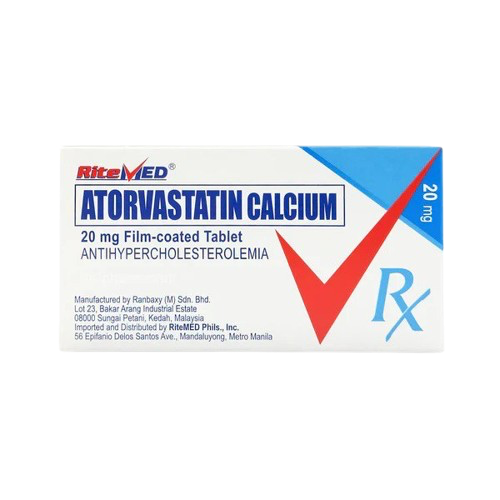 RiteMED®
ATORVASTATIN CALCIUM
20 mg Film-coated Tablet
ANTIHYPERCHOLESTEROLEMIA
20 mg
Rx
Manufactured by Ranbaxy (M) Sdn. Bhd.
Lot 23, Bakar Arang Industrial Estate
08000 Sungai Petani, Kedah, Malaysia
Imported and Distributed by RiteMED Phils., Inc.
56 Epifanio Delos Santos Ave., Mandaluyong, Metro Manila